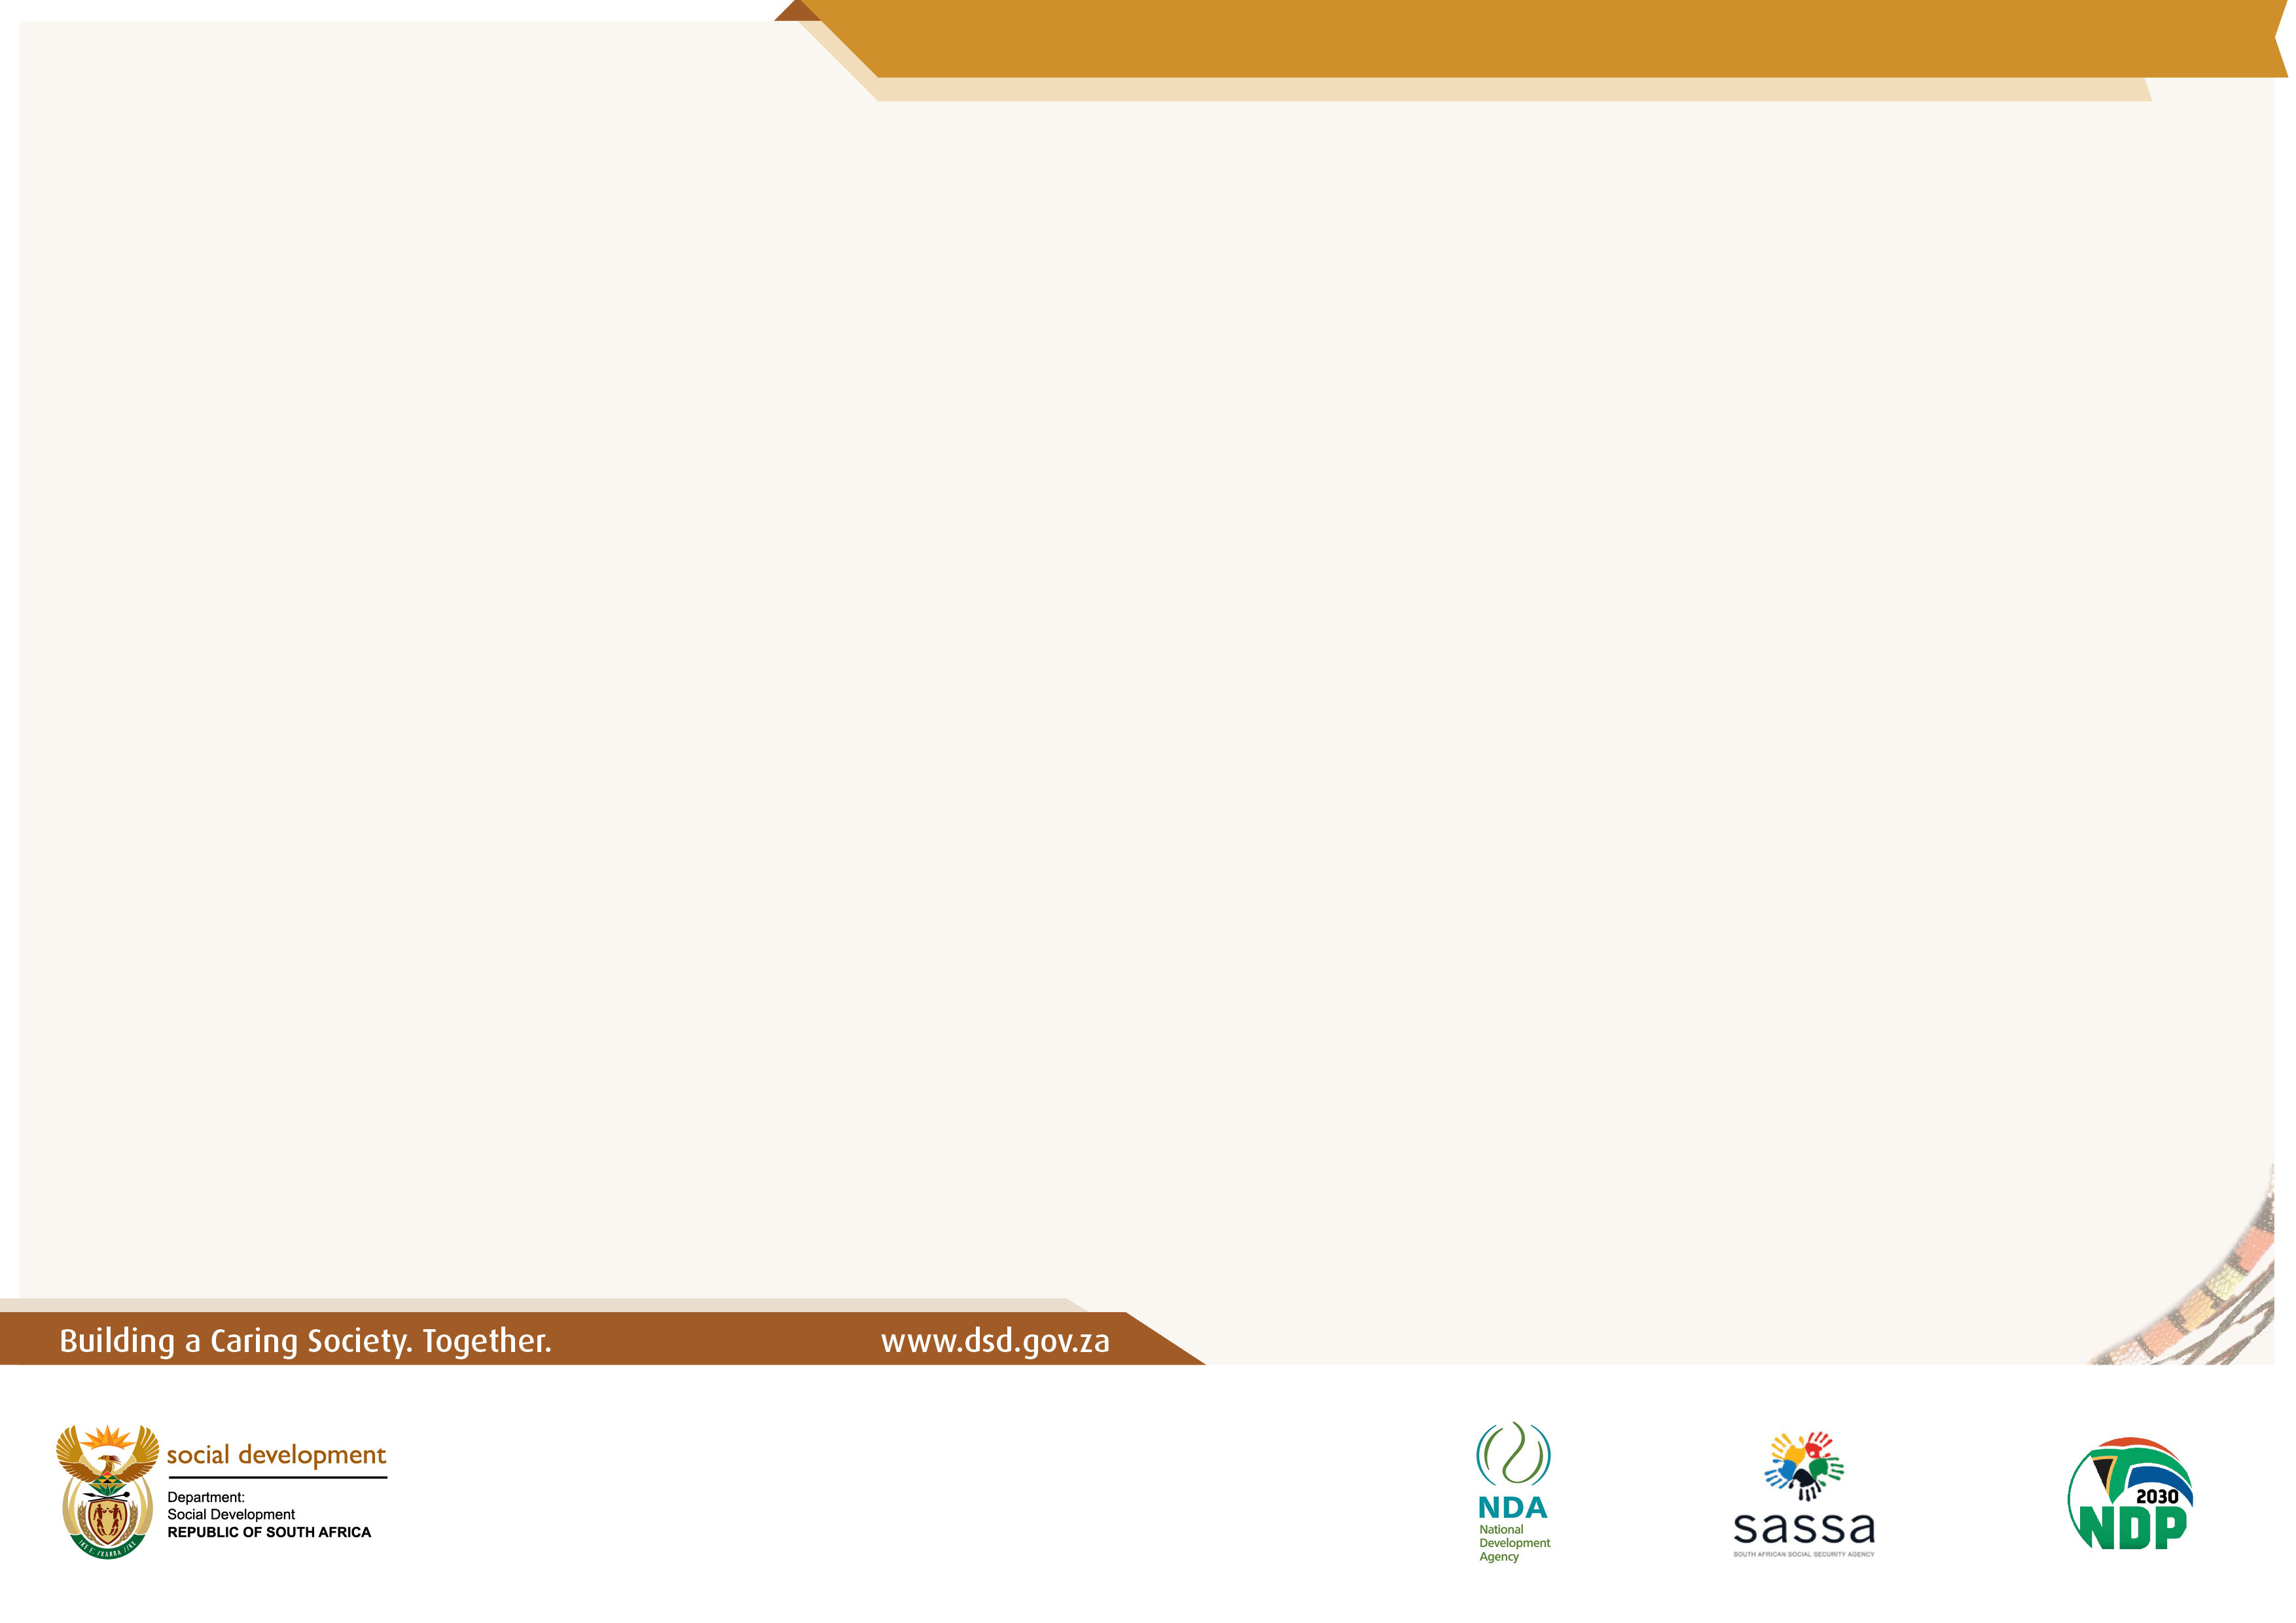 Building a Caring Society. Together.
www.dsd.gov.za
social development
Department:
Social Development
REPUBLIC OF SOUTH AFRICA
NDA
National
Development
Agency
sassa
SOUTH AFRICAN SOCIAL SECURITY AGENCY
2030
NDP